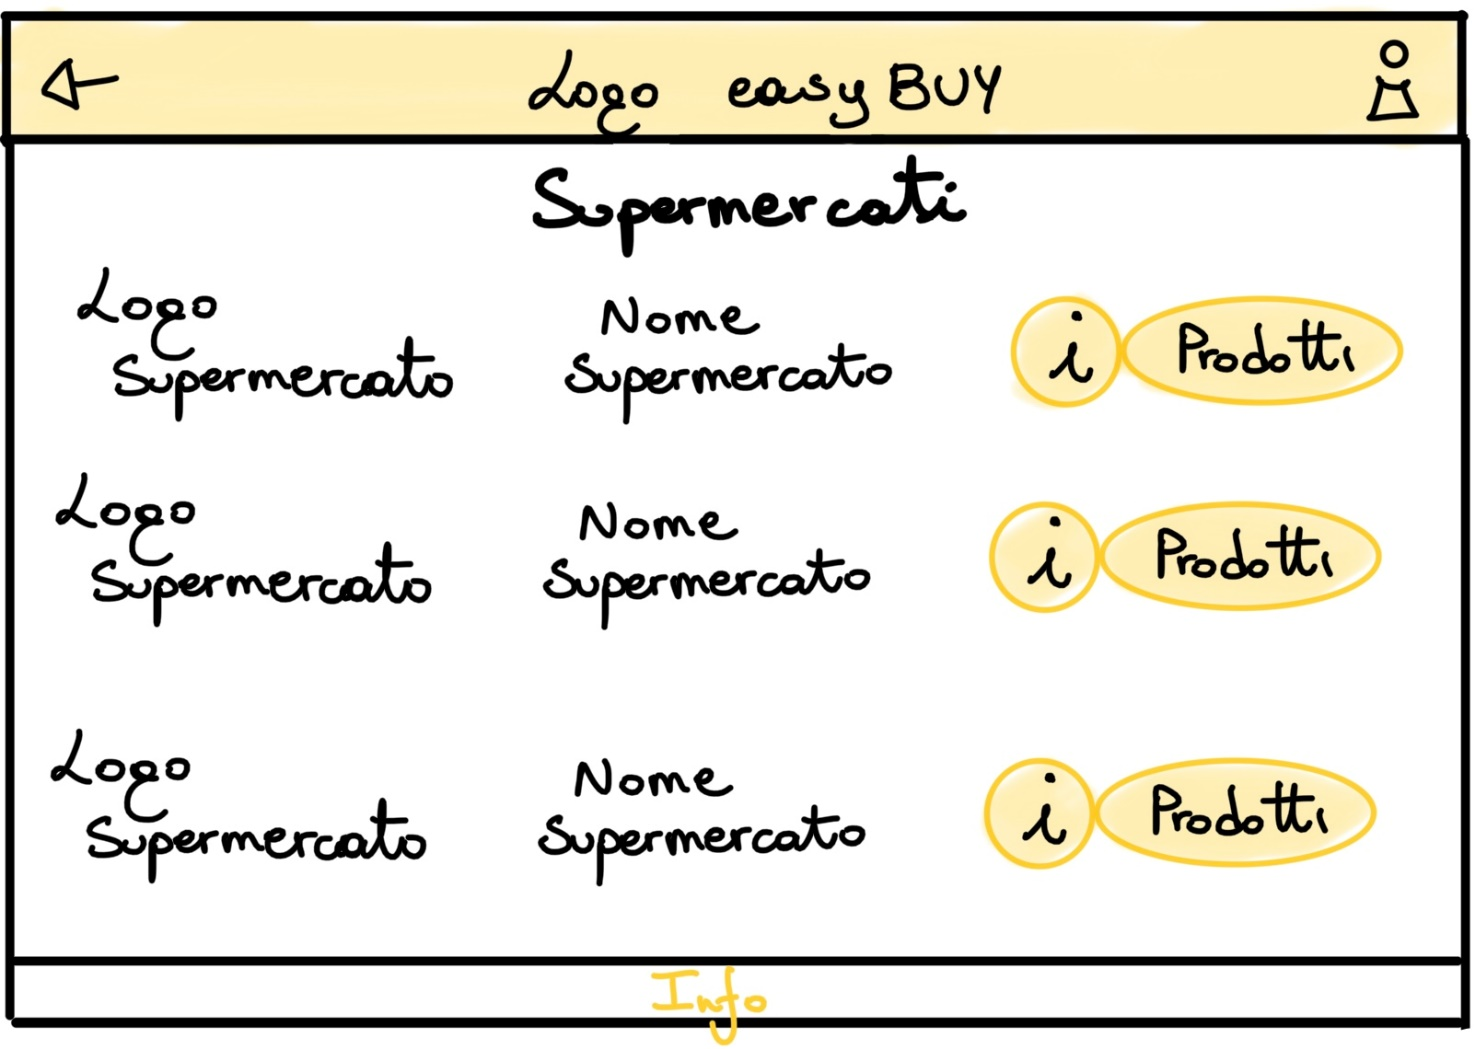 Logo easy BUY
Supermercati
Logo
Supermercato
Nome
Supermercato
i
Prodotti
Logo
Supermercato
Nome
Supermercato
i
Prodotti
Logo
Supermercato
Nome
Supermercato
i
Prodotti
Info